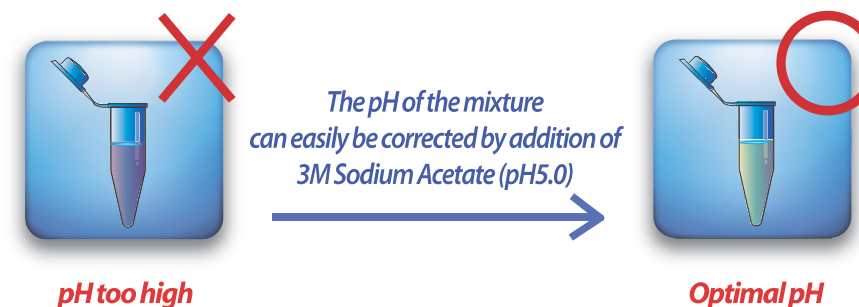 The pH of the mixture
can easily be corrected by addition of
3M Sodium Acetate (pH5.0)
pH too high
Optimal pH